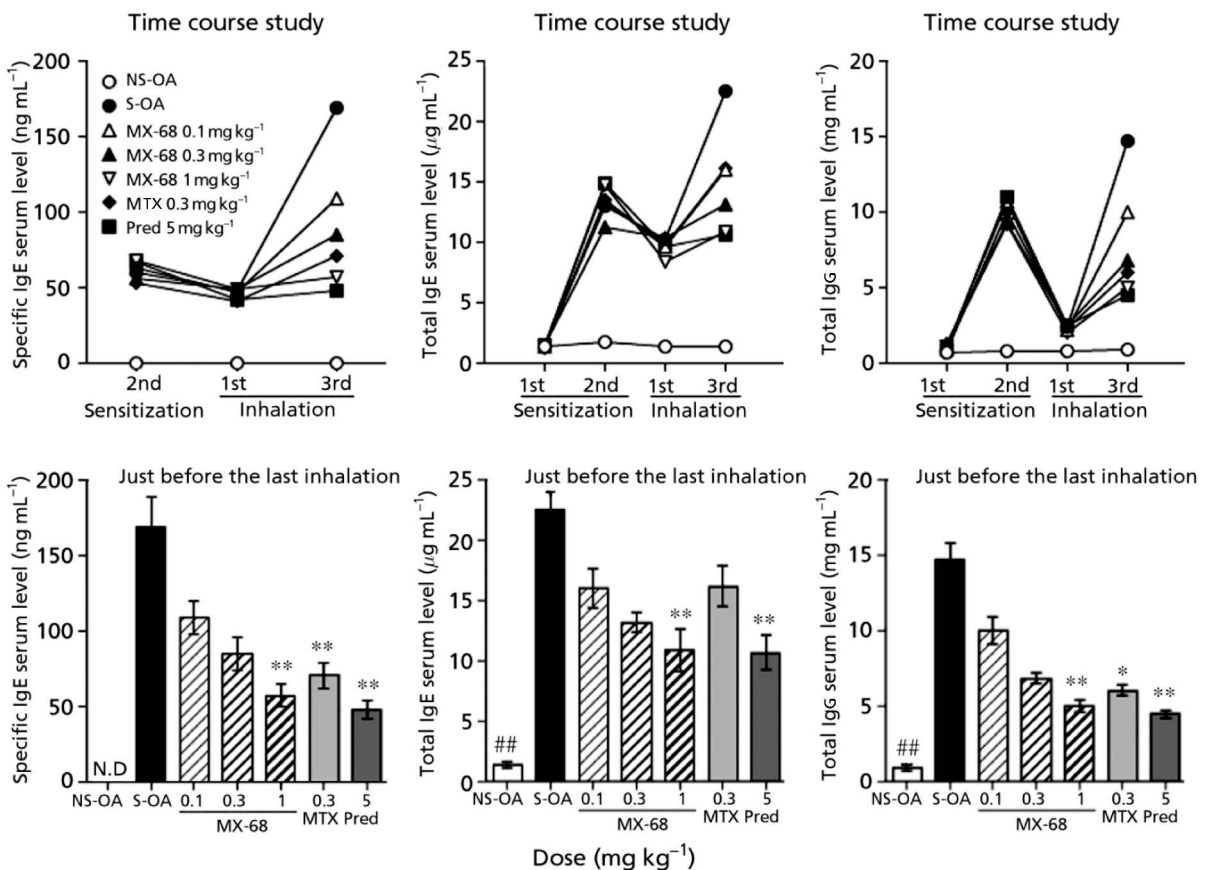 Time course study
Specific IgE serum level (ng mL⁻¹)
200
150
100
50
0
NS-OA
S-OA
MX-68 0.1 mg kg⁻¹
MX-68 0.3 mg kg⁻¹
MX-68 1 mg kg⁻¹
MTX 0.3 mg kg⁻¹
Pred 5 mg kg⁻¹
2nd 1st 3rd
Sensitization Inhalation
Time course study
Total IgE serum level (μg mL⁻¹)
25
20
15
10
5
0
1st 2nd 1st 3rd
Sensitization Inhalation
Time course study
Total IgG serum level (mg mL⁻¹)
20
15
10
5
0
1st 2nd 1st 3rd
Sensitization Inhalation
Just before the last inhalation
Specific IgE serum level (ng mL⁻¹)
200
150
100
50
0
N.D
**
**
**
NS-OA S-OA 0.1 0.3 1 0.3 5
MX-68 MTX Pred
Just before the last inhalation
Total IgE serum level (μg mL⁻¹)
25
20
15
10
5
0
##
**
**
NS-OA S-OA 0.1 0.3 1 0.3 5
MX-68 MTX Pred
Just before the last inhalation
Total IgG serum level (mg mL⁻¹)
20
15
10
5
0
##
**
*
**
NS-OA S-OA 0.1 0.3 1 0.3 5
MX-68 MTX Pred
Dose (mg kg⁻¹)